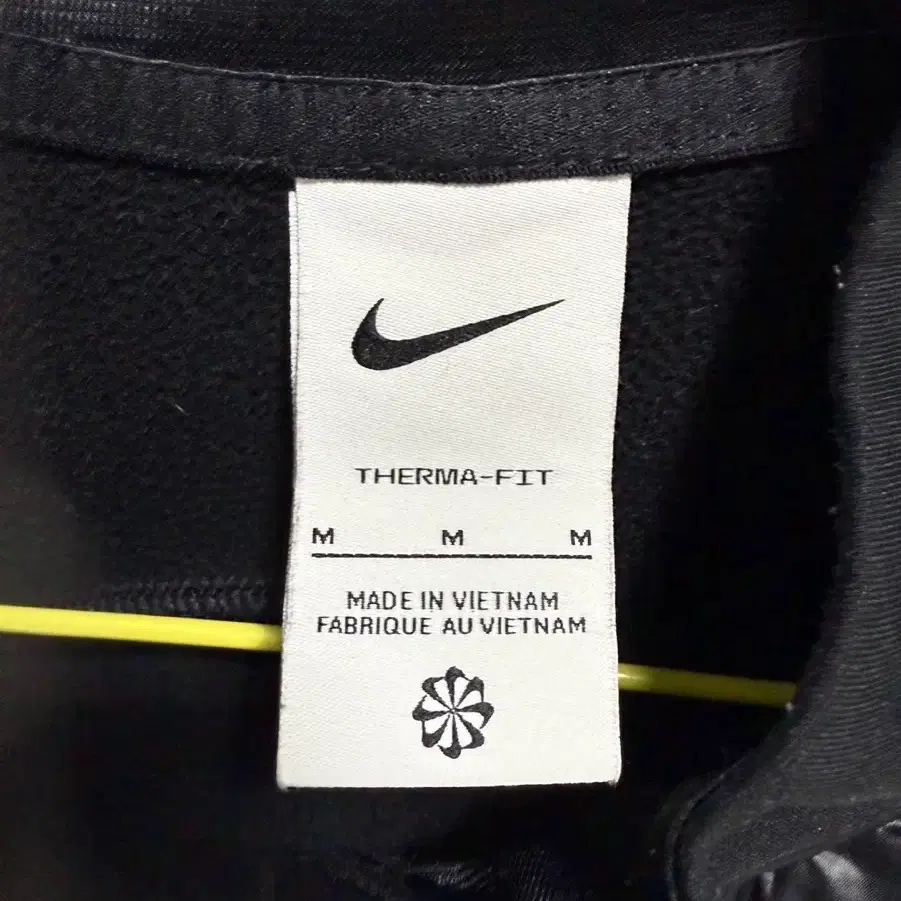 THERMA-FIT
M M M
MADE IN VIETNAM
FABRIQUE AU VIETNAM